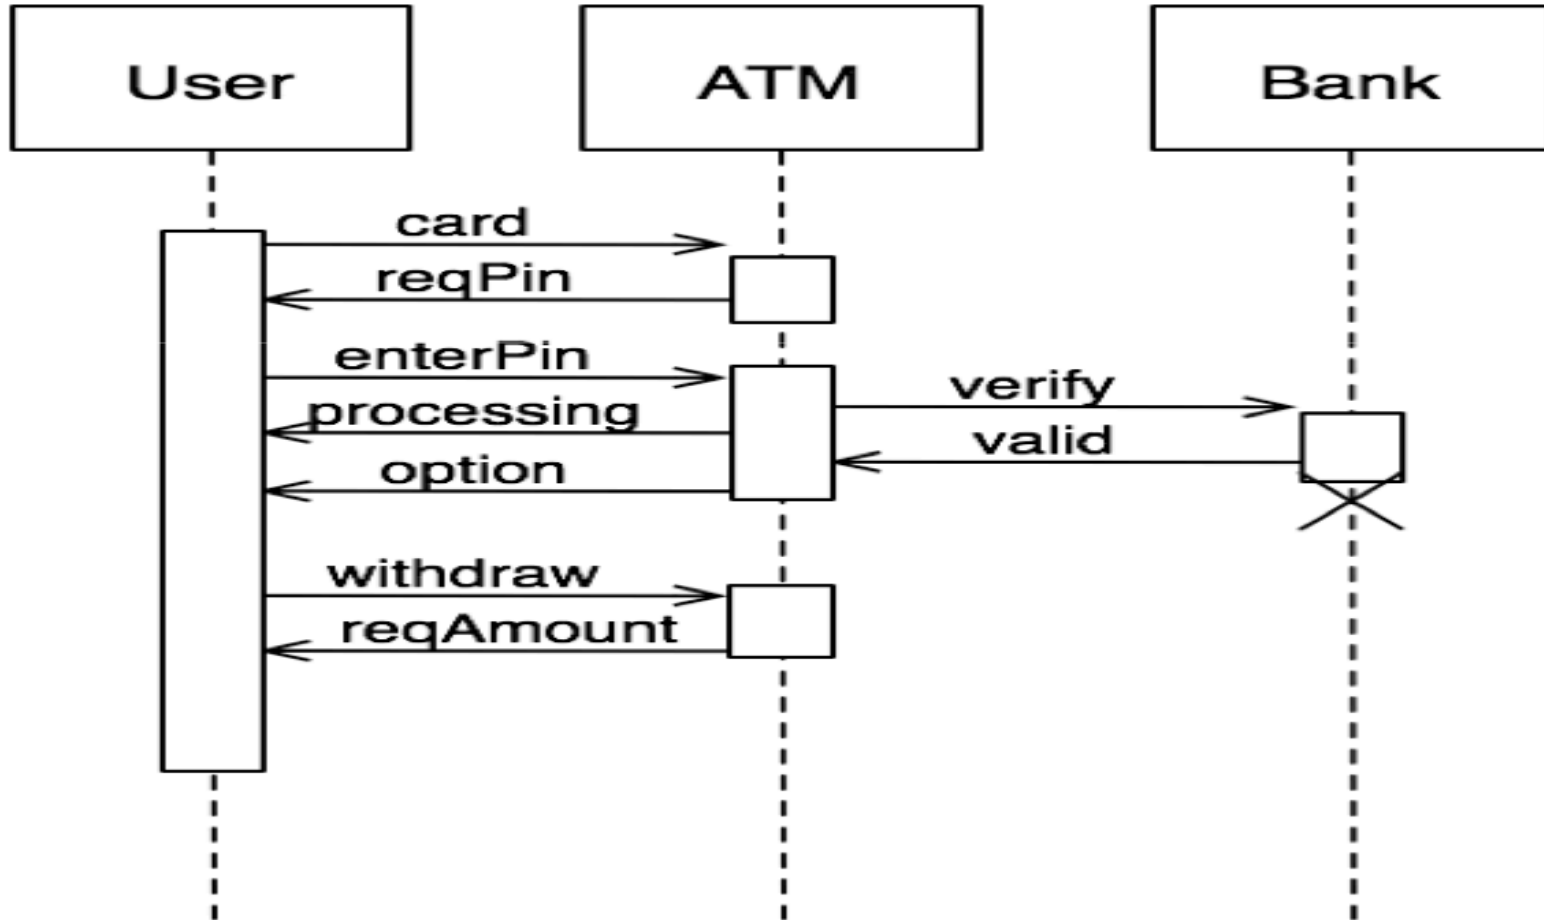 User
ATM
Bank
card
reqPin
enterPin
verify
processing
valid
option
withdraw
reqAmount